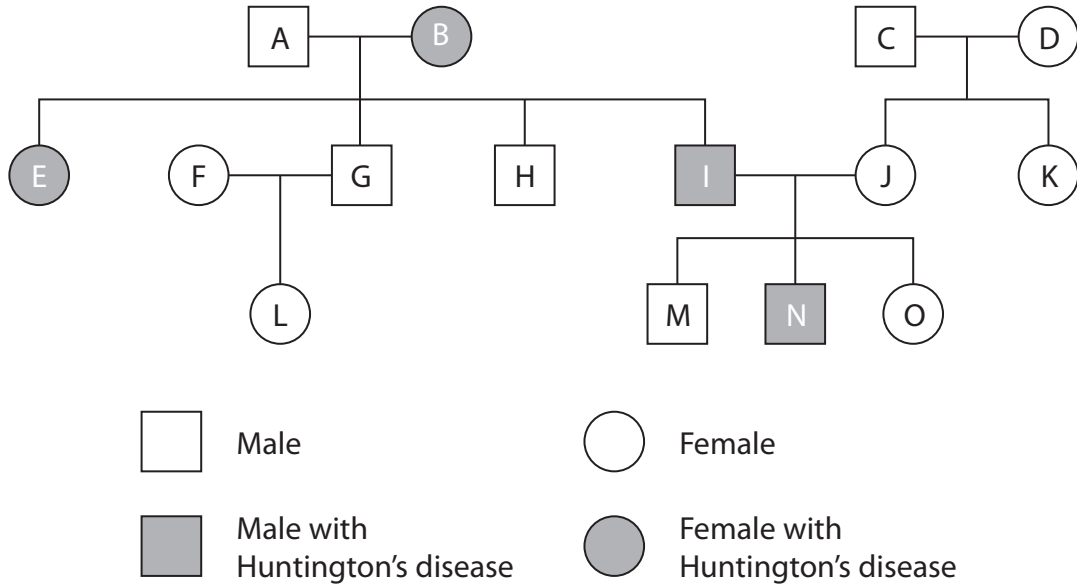 A
B
C
D
E
F
G
H
I
J
K
L
M
N
O
Male
Female
Male with
Huntington’s disease
Female with
Huntington’s disease